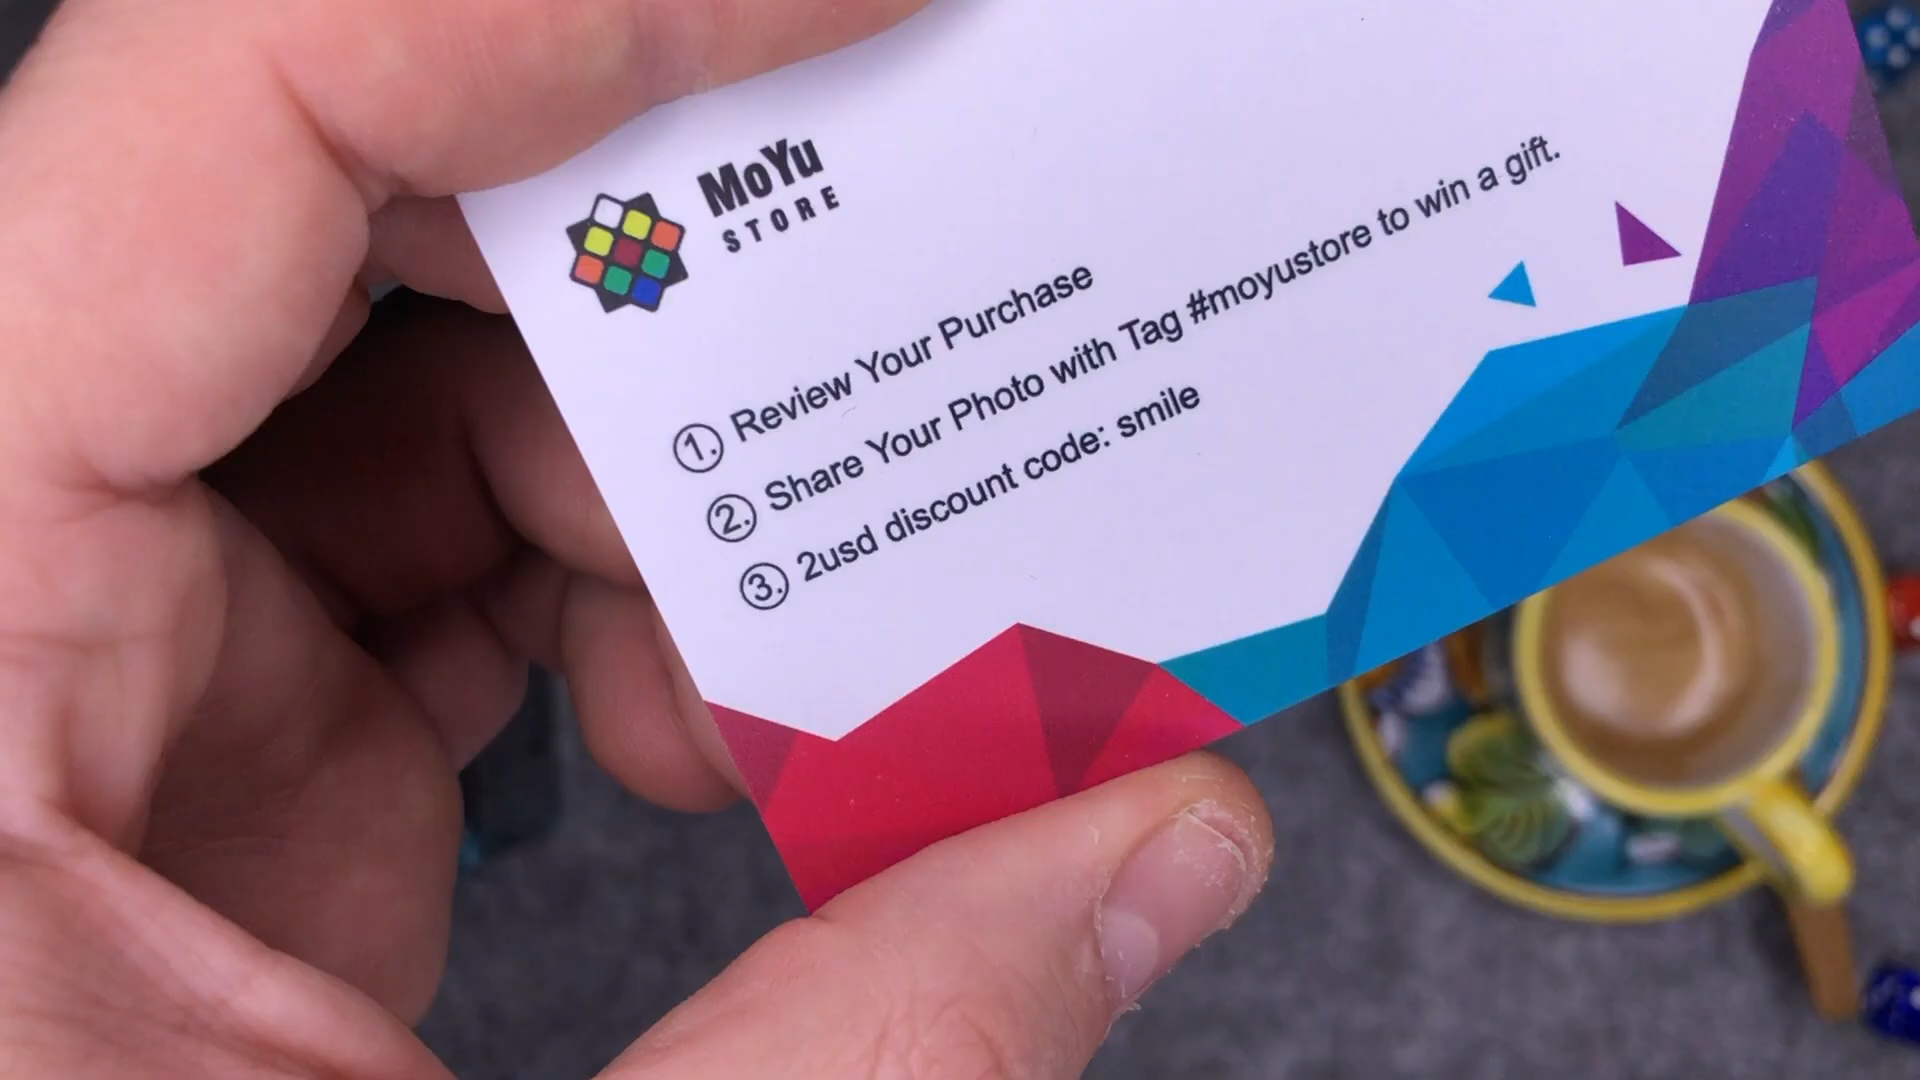 MoYu
STORE
1. Review Your Purchase
2. Share Your Photo with Tag #moyustore to win a gift.
3. 2usd discount code: smile